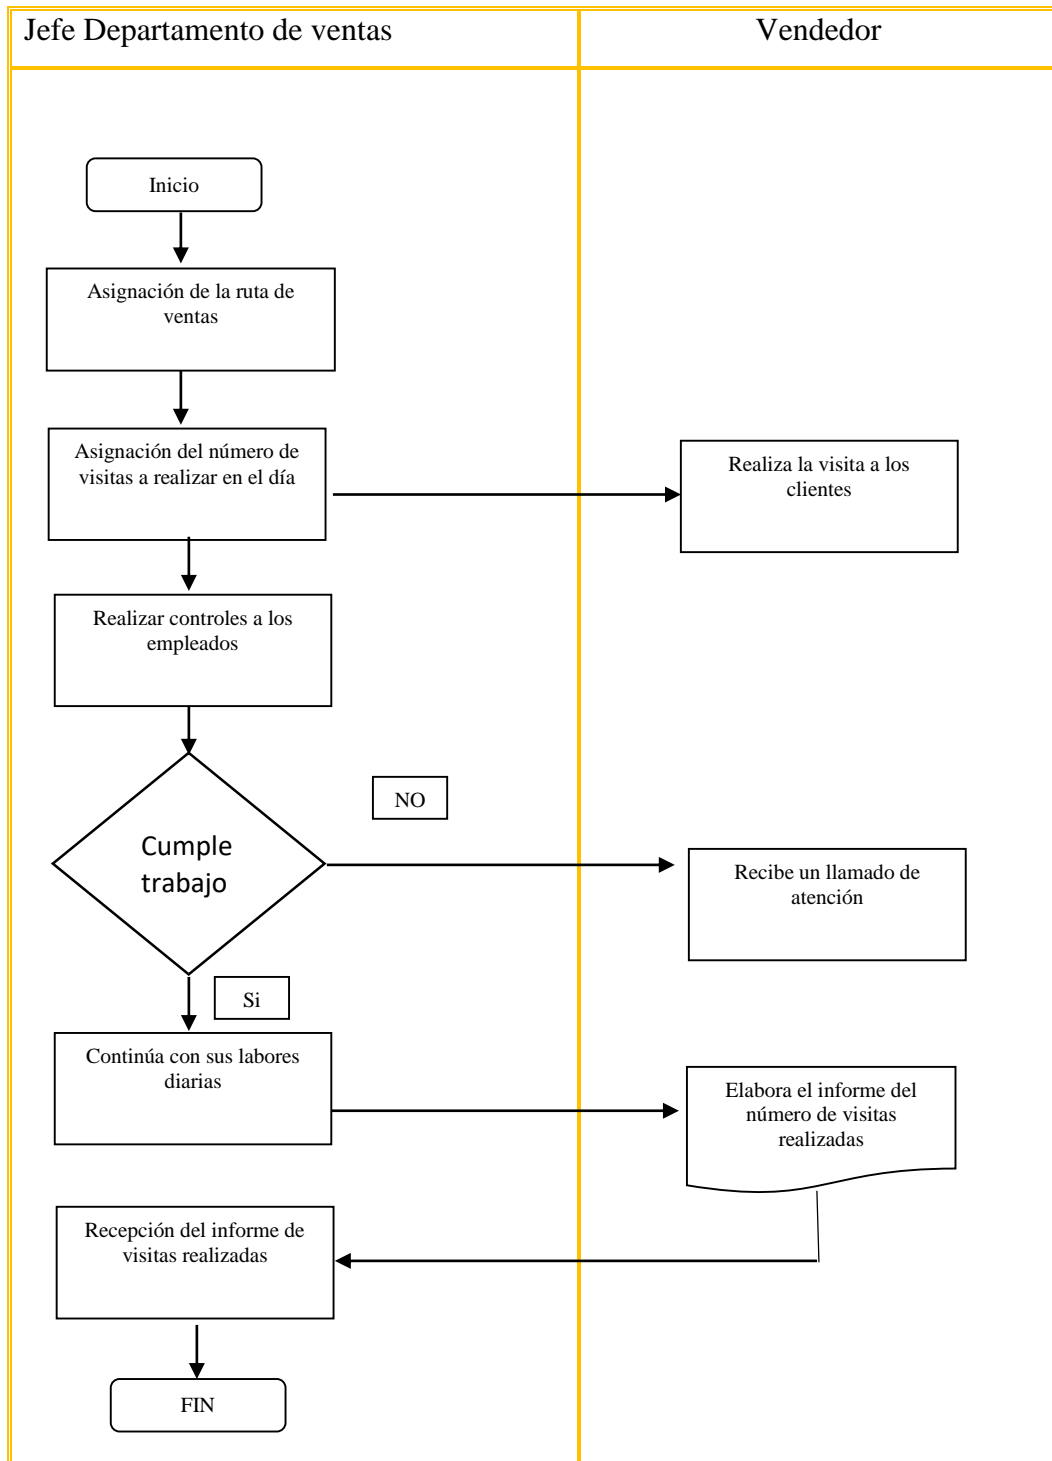 Jefe Departamento de ventas
Vendedor
Inicio
Asignación de la ruta de
ventas
Asignación del número de
visitas a realizar en el día
Realiza la visita a los
clientes
Realizar controles a los
empleados
NO
Cumple
trabajo
Recibe un llamado de
atención
Si
Continúa con sus labores
diarias
Elabora el informe del
número de visitas
realizadas
Recepción del informe de
visitas realizadas
FIN